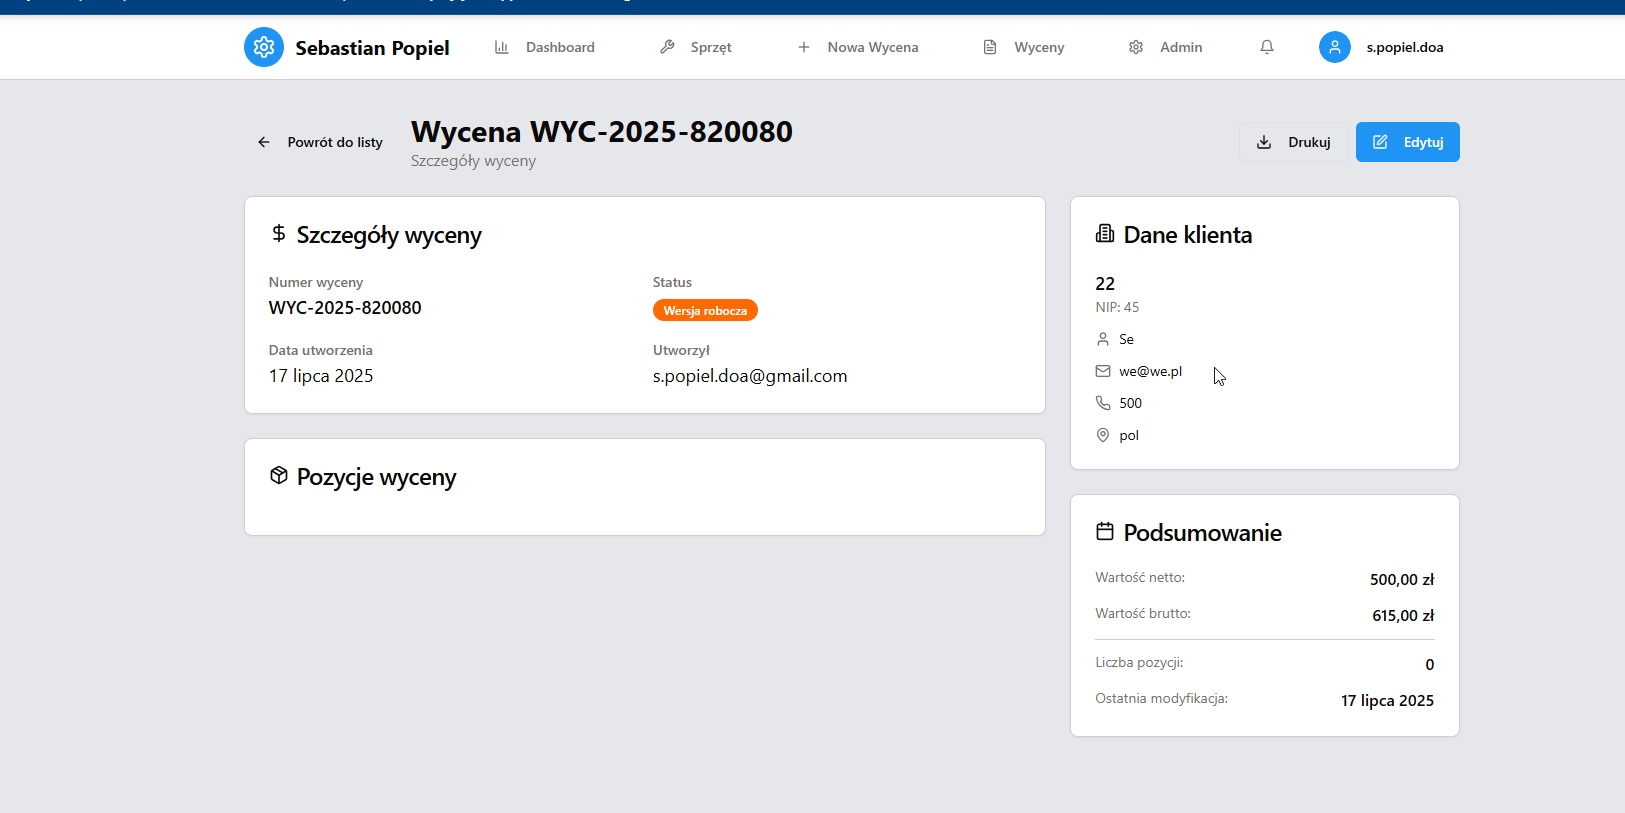 Sebastian Popiel
Dashboard
Sprzęt
Nowa Wycena
Wyceny
Admin
s.popiel.doa
Powrót do listy
Wycena WYC-2025-820080
Szczegóły wyceny
Drukuj
Edytuj
Szczegóły wyceny
Numer wyceny
WYC-2025-820080
Status
Wersja robocza
Data utworzenia
17 lipca 2025
Utworzył
s.popiel.doa@gmail.com
Pozycje wyceny
Dane klienta
22
NIP: 45
Se
we@we.pl
500
pol
Podsumowanie
Wartość netto: 500,00 zł
Wartość brutto: 615,00 zł
Liczba pozycji: 0
Ostatnia modyfikacja: 17 lipca 2025